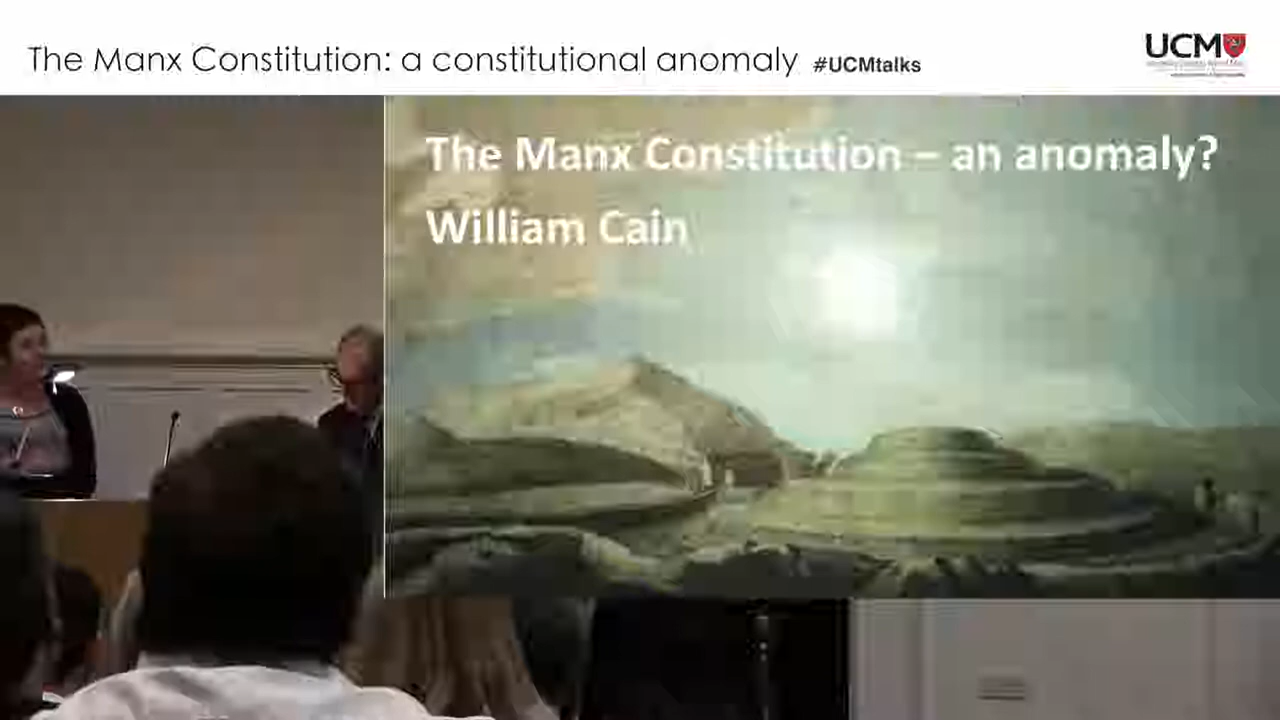 The Manx Constitution: a constitutional anomaly #UCMtalks
UCM
The Manx Constitution – an anomaly?
William Cain